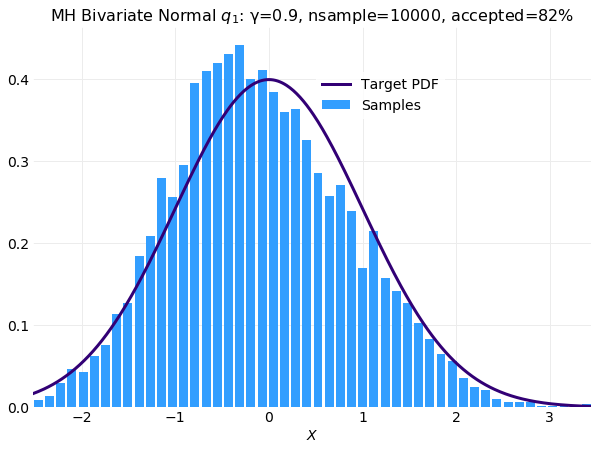 MH Bivariate Normal q₁: γ=0.9, nsample=10000, accepted=82%
Target PDF
Samples
0.4
0.3
0.2
0.1
0.0
−2 −1 0 1 2 3
X